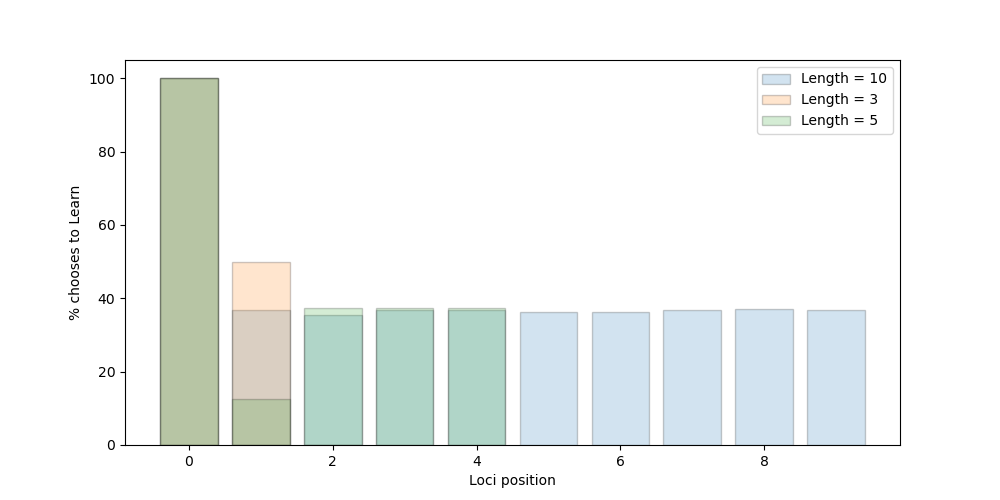 Length = 10
Length = 3
Length = 5
100
80
60
40
20
0
% chooses to Learn
0 2 4 6 8
Loci position